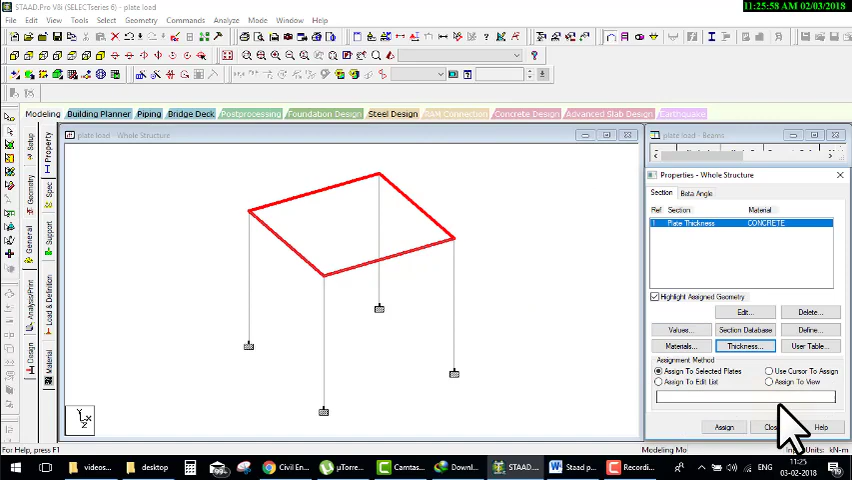 STAAD.Pro V8i (SELECTseries 6) - plate load
11:25:58 AM 02/03/2018
File Edit View Tools Select Geometry Commands Analyze Mode Window Help
Modeling Building Planner Piping Bridge Deck Postprocessing Foundation Design Steel Design RAM Connection Concrete Design Advanced Slab Design Earthquake
plate load - Whole Structure
plate load - Beams
Setup
Geometry
General
Analysis/Print
Design
Property
Spec
Support
Load & Definition
Material
Properties - Whole Structure
Section Beta Angle
Ref Section Material
1 Plate Thickness CONCRETE
Highlight Assigned Geometry
Edit... Delete...
Values... Section Database Define...
Materials... Thickness... User Table...
Assignment Method
Assign To Selected Plates Use Cursor To Assign
Assign To Edit List Assign To View
Assign Help
Y X Z
For Help, press F1
Modeling Mo
Units: kN-m
videos... desktop Civil En... µTorre... Camtas... Downl... STAAD.... Staad p... Recordi...
ENG 11:25 03-02-2018